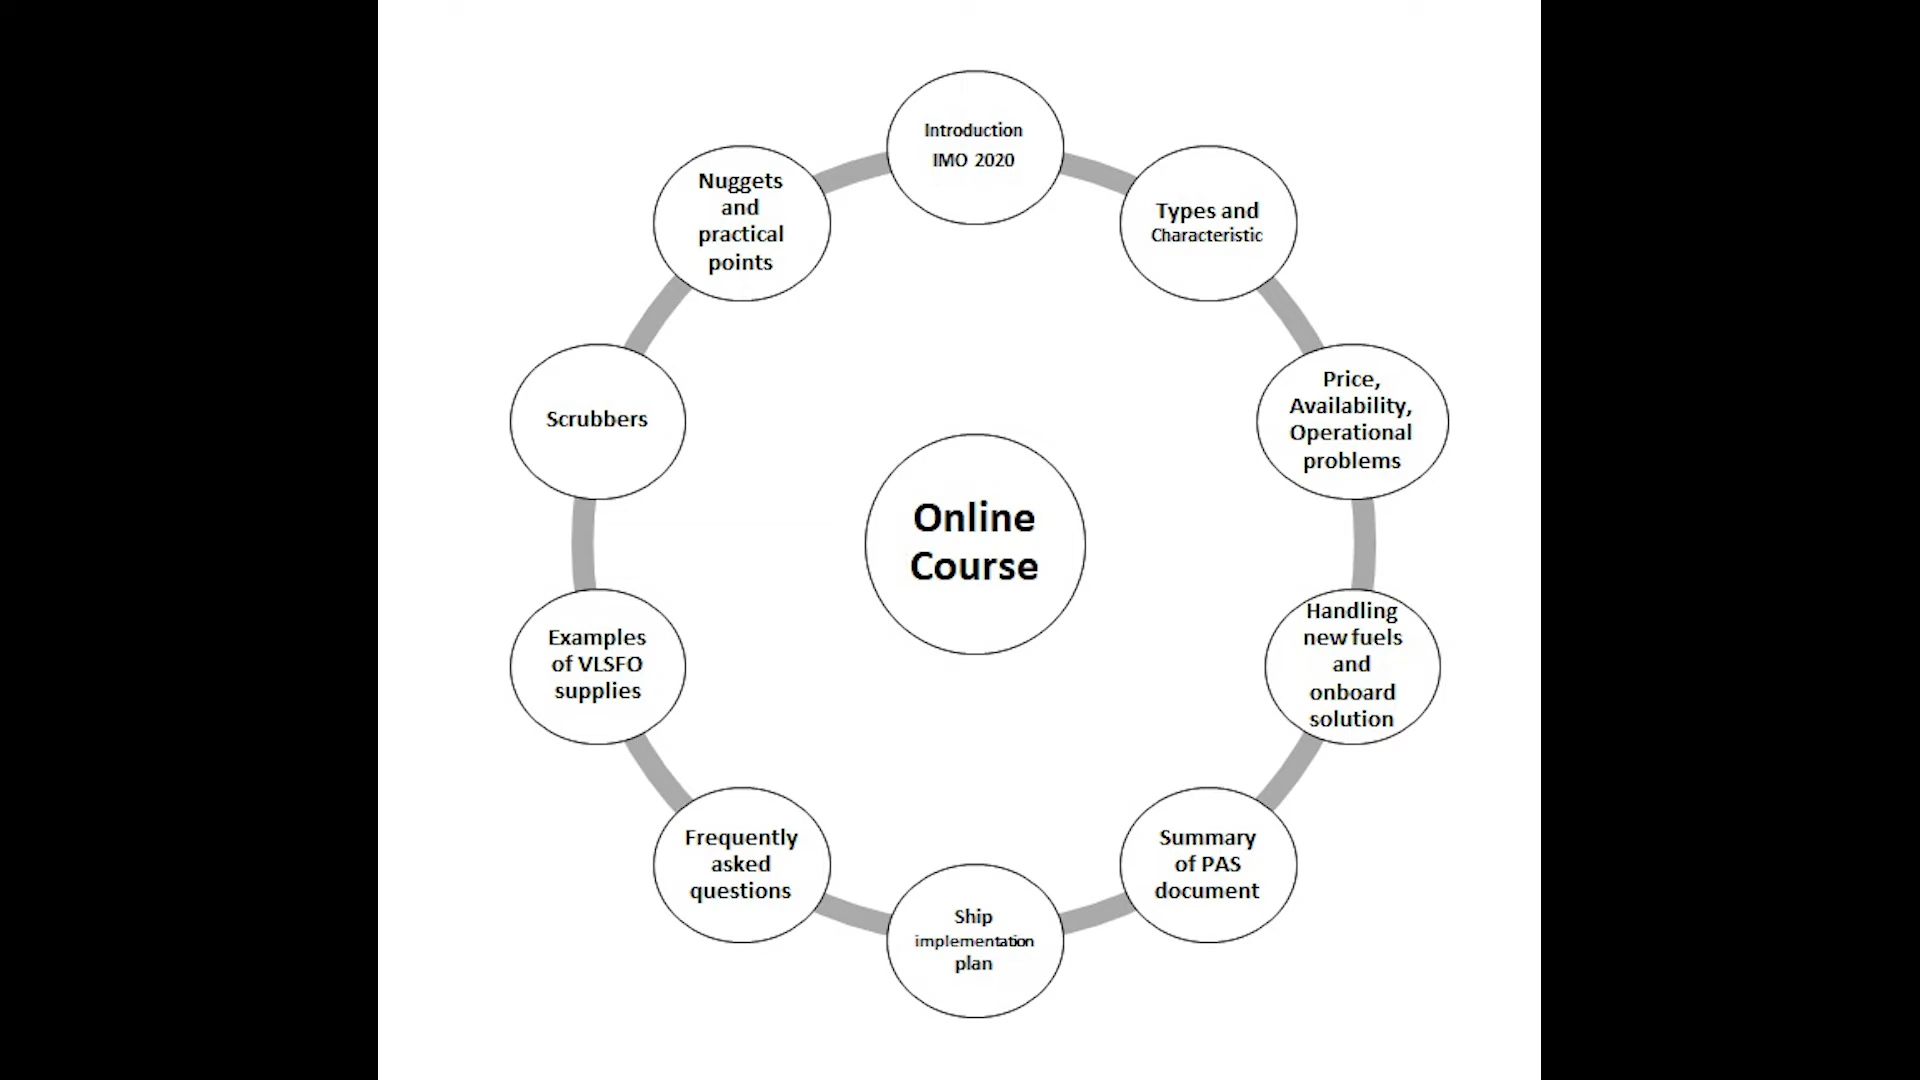 Introduction
IMO 2020
Types and
Characteristic
Price,
Availability,
Operational
problems
Handling
new fuels
and
onboard
solution
Summary
of PAS
document
Ship
implementation
plan
Frequently
asked
questions
Examples
of VLSFO
supplies
Scrubbers
Nuggets
and
practical
points
Online
Course